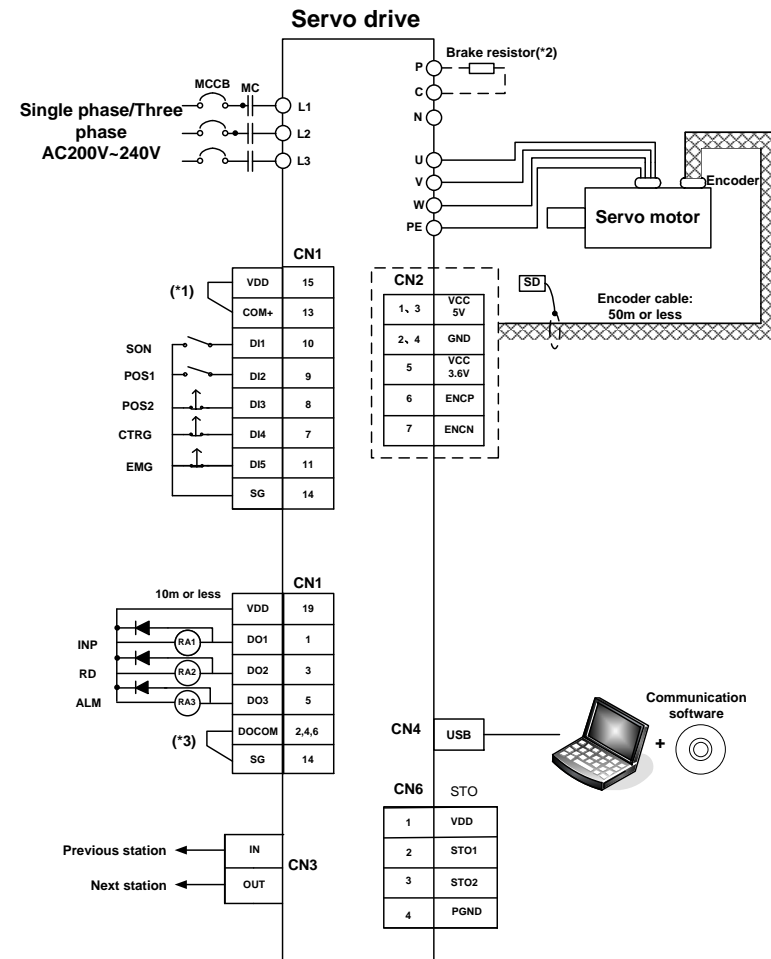 Servo drive
MCCB
MC
Single phase/Three
phase
AC200V~240V
L1
L2
L3
P
Brake resistor(*2)
C
N
U
V
W
PE
Encoder
Servo motor
CN1
(*1)
VDD 15
COM+ 13
SON DI1 10
POS1 DI2 9
POS2 DI3 8
CTRG DI4 7
EMG DI5 11
SG 14
CN2
1、3 VCC
5V
2、4 GND
5 VCC
3.6V
6 ENCP
7 ENCN
SD
Encoder cable:
50m or less
CN1
10m or less
VDD 19
INP RA1 DO1 1
RD RA2 DO2 3
ALM RA3 DO3 5
(*3)
DOCOM 2,4,6
SG 14
CN4
USB
Communication
software
+
CN6 STO
1 VDD
2 STO1
3 STO2
4 PGND
Previous station IN
CN3
Next station OUT